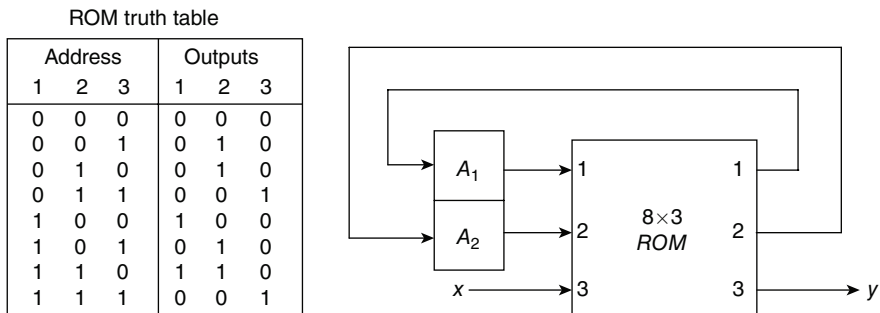 ROM truth table
Address Outputs
1 2 3 1 2 3
0 0 0 0 0 0
0 0 1 0 1 0
0 1 0 0 1 0
0 1 1 0 0 1
1 0 0 1 0 0
1 0 1 0 1 0
1 1 0 1 1 0
1 1 1 0 0 1
A1 1 1
A2 2 8×3 2
ROM
x 3 3 y